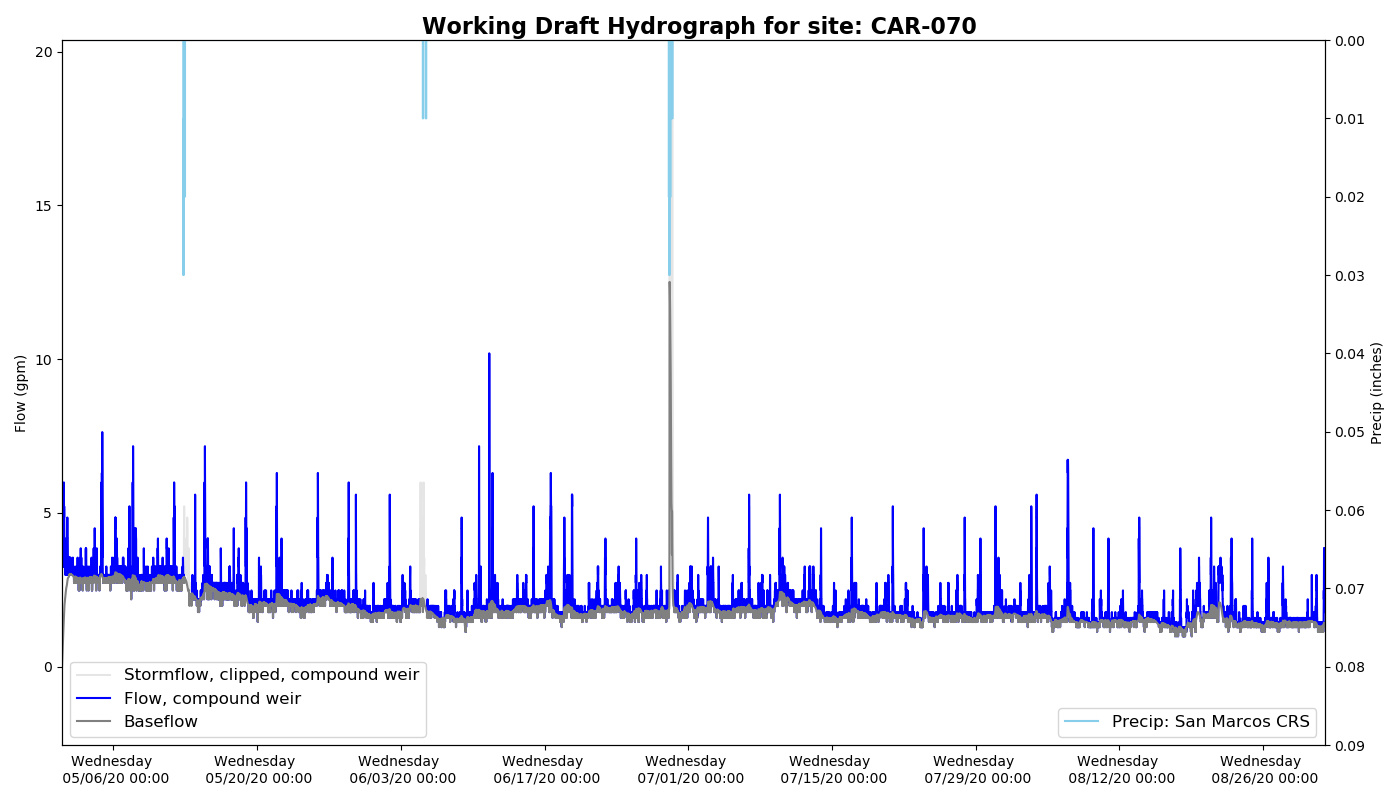 Working Draft Hydrograph for site: CAR-070
20
15
10
5
0
Flow (gpm)
0.00
0.01
0.02
0.03
0.04
0.05
0.06
0.07
0.08
0.09
Precip (inches)
Stormflow, clipped, compound weir
Flow, compound weir
Baseflow
Precip: San Marcos CRS
Wednesday
05/06/20 00:00
Wednesday
05/20/20 00:00
Wednesday
06/03/20 00:00
Wednesday
06/17/20 00:00
Wednesday
07/01/20 00:00
Wednesday
07/15/20 00:00
Wednesday
07/29/20 00:00
Wednesday
08/12/20 00:00
Wednesday
08/26/20 00:00